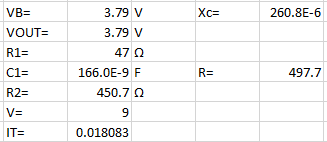 VB= 3.79 V Xc= 260.8E-6
VOUT= 3.79 V
R1= 47 Ω
C1= 166.0E-9 F R= 497.7
R2= 450.7 Ω
V= 9
IT= 0.018083